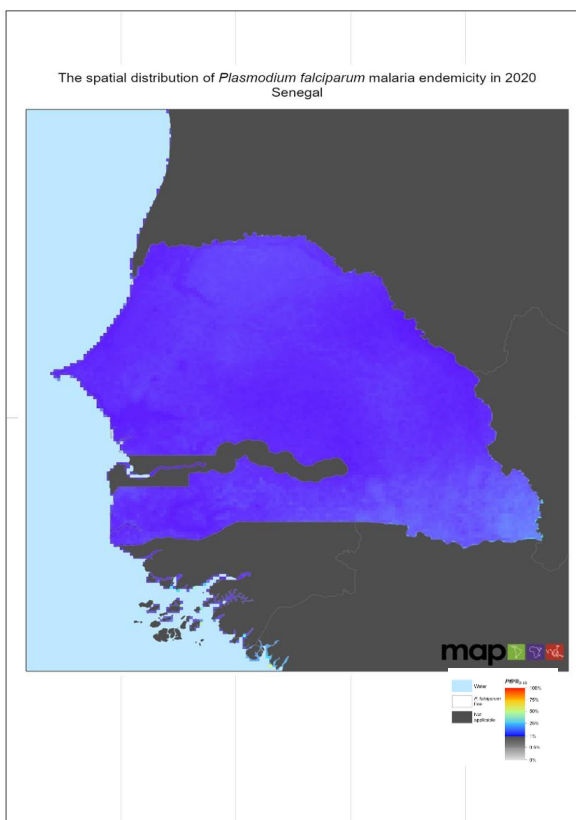 The spatial distribution of Plasmodium falciparum malaria endemicity in 2020
Senegal
map
Water
P. falciparum
free
Not
applicable
100%
75%
50%
25%
1%
0.5%
0%